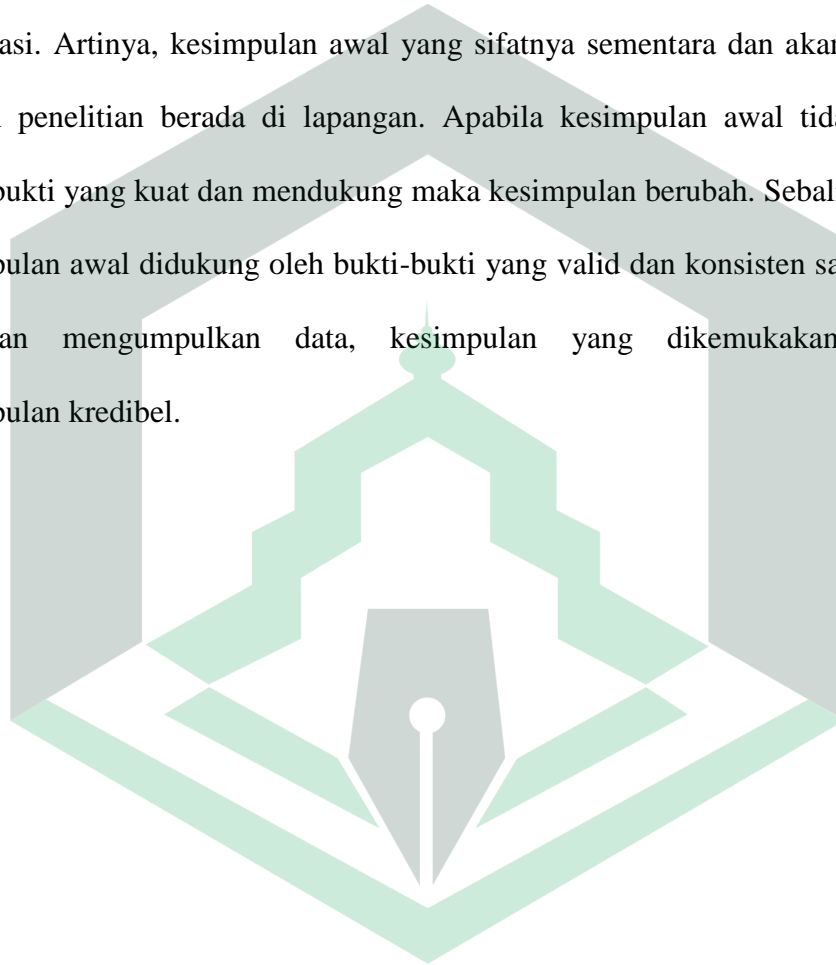 asi. Artinya, kesimpulan awal yang sifatnya sementara dan akan
penelitian berada di lapangan. Apabila kesimpulan awal tida
bukti yang kuat dan mendukung maka kesimpulan berubah. Sebali
pulan awal didukung oleh bukti-bukti yang valid dan konsisten sa
an mengumpulkan data, kesimpulan yang dikemukakan
pulan kredibel.